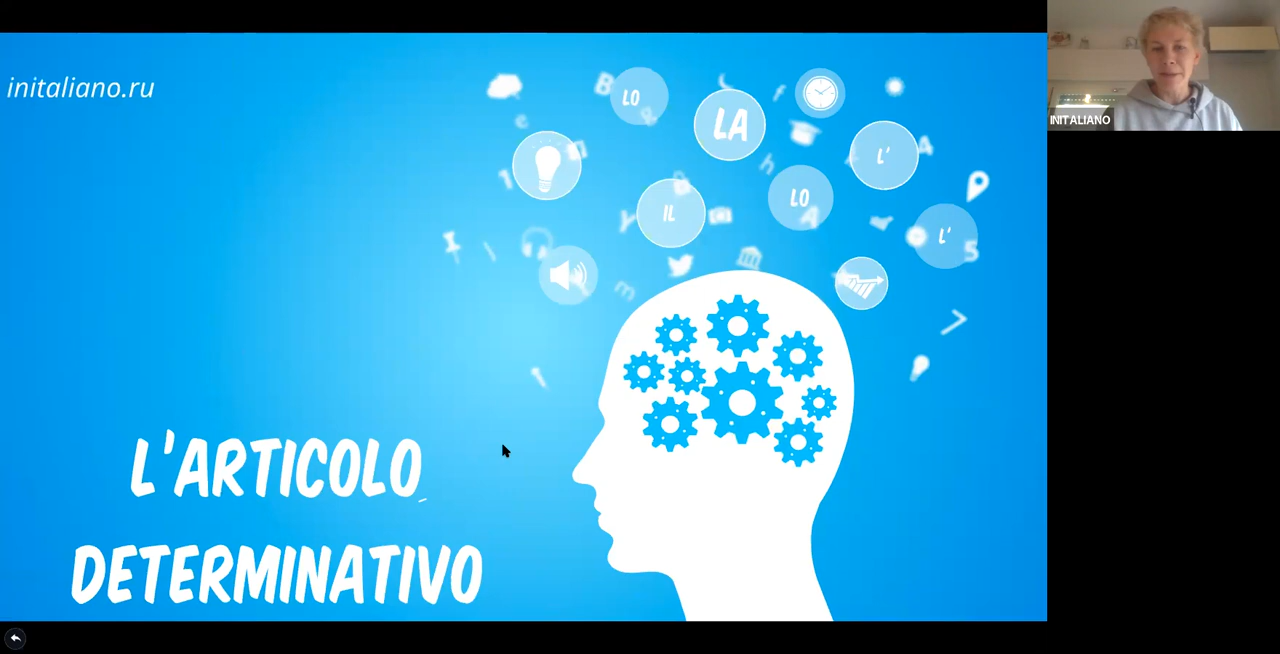 initaliano.ru
LO
LA
L'
IL
LO
L'
INITALIANO
L'ARTICOLO
DETERMINATIVO